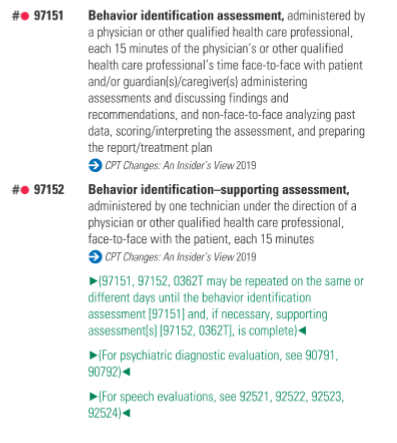 #● 97151 Behavior identification assessment, administered by
a physician or other qualified health care professional,
each 15 minutes of the physician's or other qualified
health care professional's time face-to-face with patient
and/or guardian(s)/caregiver(s) administering
assessments and discussing findings and
recommendations, and non-face-to-face analyzing past
data, scoring/interpreting the assessment, and preparing
the report/treatment plan
CPT Changes: An Insider's View 2019
#● 97152 Behavior identification–supporting assessment,
administered by one technician under the direction of a
physician or other qualified health care professional,
face-to-face with the patient, each 15 minutes
CPT Changes: An Insider's View 2019
▶(97151, 97152, 0362T may be repeated on the same or
different days until the behavior identification
assessment [97151] and, if necessary, supporting
assessment[s] [97152, 0362T], is complete)◀
▶(For psychiatric diagnostic evaluation, see 90791,
90792)◀
▶(For speech evaluations, see 92521, 92522, 92523,
92524)◀